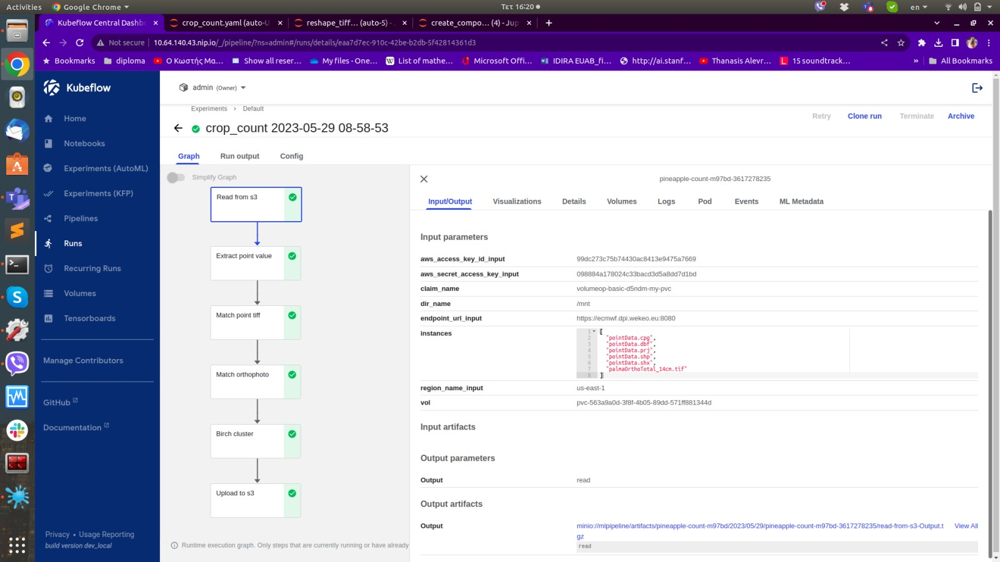 Activities Google Chrome Τετ 16:20 en
Kubeflow Central Dashbo crop_count.yaml (auto-U reshape_tiff… (auto-5) - create_compo… (4) - Jup
Not secure 10.64.140.43.nip.io/_/pipeline/?ns=admin#/runs/details/eaa7d7ec-910c-42be-b2db-5f42814361d3
Bookmarks diploma Ο Κωστής Μα… Show all reser… My files - One… List of mathe… Microsoft Offi… IDIRA EUAB_fi… http://ai.stanf… Thanasis Alevr… 15 soundtrack… » All Bookmarks
Kubeflow
Home
Notebooks
Experiments (AutoML)
Experiments (KFP)
Pipelines
Runs
Recurring Runs
Volumes
Tensorboards
Manage Contributors
GitHub
Documentation
Privacy • Usage Reporting
build version dev_local
admin (Owner)
Experiments > Default
crop_count 2023-05-29 08-58-53
Retry Clone run Terminate Archive
Graph Run output Config
Simplify Graph
Read from s3
Extract point value
Match point tiff
Match orthophoto
Birch cluster
Upload to s3
Runtime execution graph. Only steps that are currently running or have already
pineapple-count-m97bd-3617278235
Input/Output Visualizations Details Volumes Logs Pod Events ML Metadata
Input parameters
aws_access_key_id_input 99dc273c75b74430ac8413e9475a7669
aws_secret_access_key_input 098884a178024c33bacd3d5a8dd7d1bd
claim_name volumeop-basic-d5ndm-my-pvc
dir_name /mnt
endpoint_url_input https://ecmwf.dpi.wekeo.eu:8080
instances
1 [
2 "pointData.cpg",
3 "pointData.dbf",
4 "pointData.prj",
5 "pointData.shp",
6 "pointData.shx",
7 "palmaOrthoTotal_14cm.tif"
8 ]
region_name_input us-east-1
vol pvc-563a9a0d-3f8f-4b05-89dd-571ff881344d
Input artifacts
Output parameters
Output read
Output artifacts
Output minio://mlpipeline/artifacts/pineapple-count-m97bd/2023/05/29/pineapple-count-m97bd-3617278235/read-from-s3-Output.t View All
gz
read